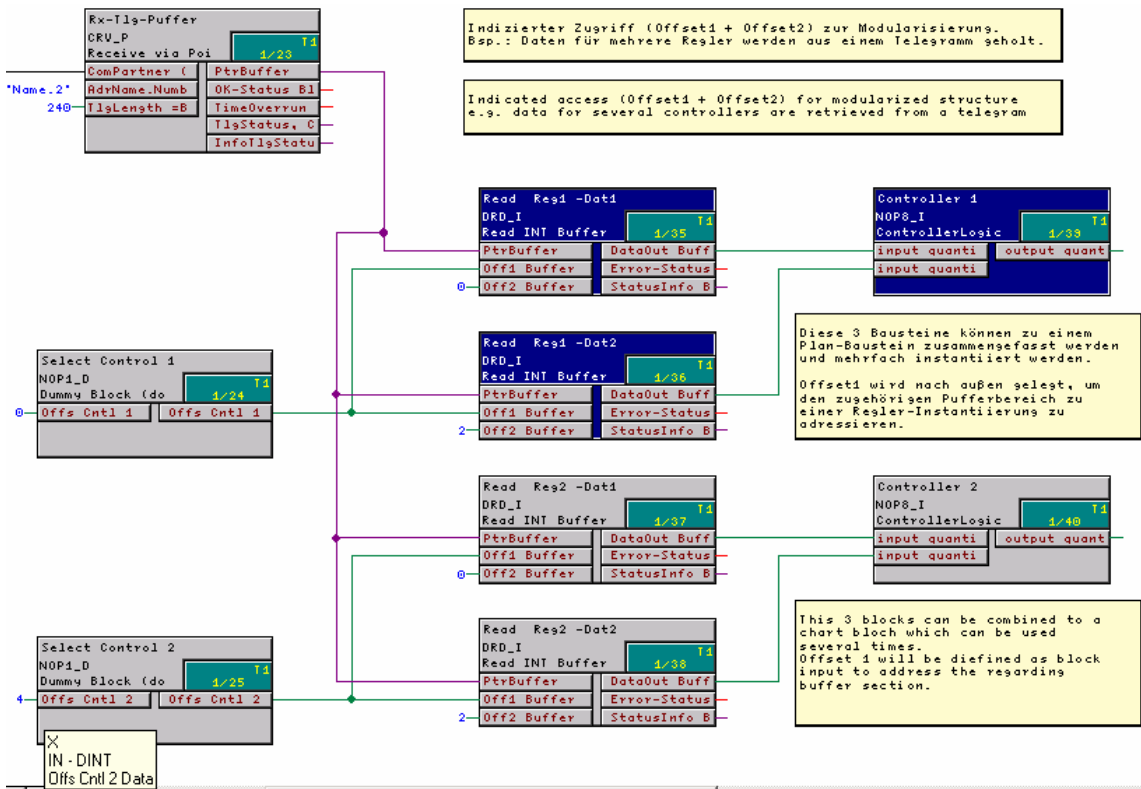 Rx-Tlg-Puffer
CRV_P
Receive via Poi
T1
1/23
ComPartner (
PtrBuffer
"Name.2"
AdrName.Numb
OK-Status Bl
240
TlgLength =B
TimeOverrun
TlgStatus, C
InfoTlgStatu
Indizierter Zugriff (Offset1 + Offset2) zur Modularisierung.
Bsp.: Daten für mehrere Regler werden aus einem Telegramm geholt.
Indicated access (Offset1 + Offset2) for modularized structure
e.g. data for several controllers are retrieved from a telegram
Read Reg1 -Dat1
DRD_I
Read INT Buffer
T1
1/35
PtrBuffer
DataOut Buff
Off1 Buffer
Error-Status
0
Off2 Buffer
StatusInfo B
Controller 1
NOP8_I
ControllerLogic
T1
1/39
input quanti
output quant
input quanti
Select Control 1
NOP1_D
Dummy Block (do
T1
1/24
0
Offs Cntl 1
Offs Cntl 1
Read Reg1 -Dat2
DRD_I
Read INT Buffer
T1
1/36
PtrBuffer
DataOut Buff
Off1 Buffer
Error-Status
2
Off2 Buffer
StatusInfo B
Diese 3 Bausteine können zu einem
Plan-Baustein zusammengefasst werden
und mehrfach instantiiert werden.
Offset1 wird nach außen gelegt, um
den zugehörigen Pufferbereich zu
einer Regler-Instantiierung zu
adressieren.
Read Reg2 -Dat1
DRD_I
Read INT Buffer
T1
1/37
PtrBuffer
DataOut Buff
Off1 Buffer
Error-Status
0
Off2 Buffer
StatusInfo B
Controller 2
NOP8_I
ControllerLogic
T1
1/40
input quanti
output quant
input quanti
Select Control 2
NOP1_D
Dummy Block (do
T1
1/25
4
Offs Cntl 2
Offs Cntl 2
X
IN - DINT
Offs Cntl 2 Data
Read Reg2 -Dat2
DRD_I
Read INT Buffer
T1
1/38
PtrBuffer
DataOut Buff
Off1 Buffer
Error-Status
2
Off2 Buffer
StatusInfo B
This 3 blocks can be combined to a
chart bloch which can be used
several times.
Offset 1 will be diefined as block
input to address the regarding
buffer section.